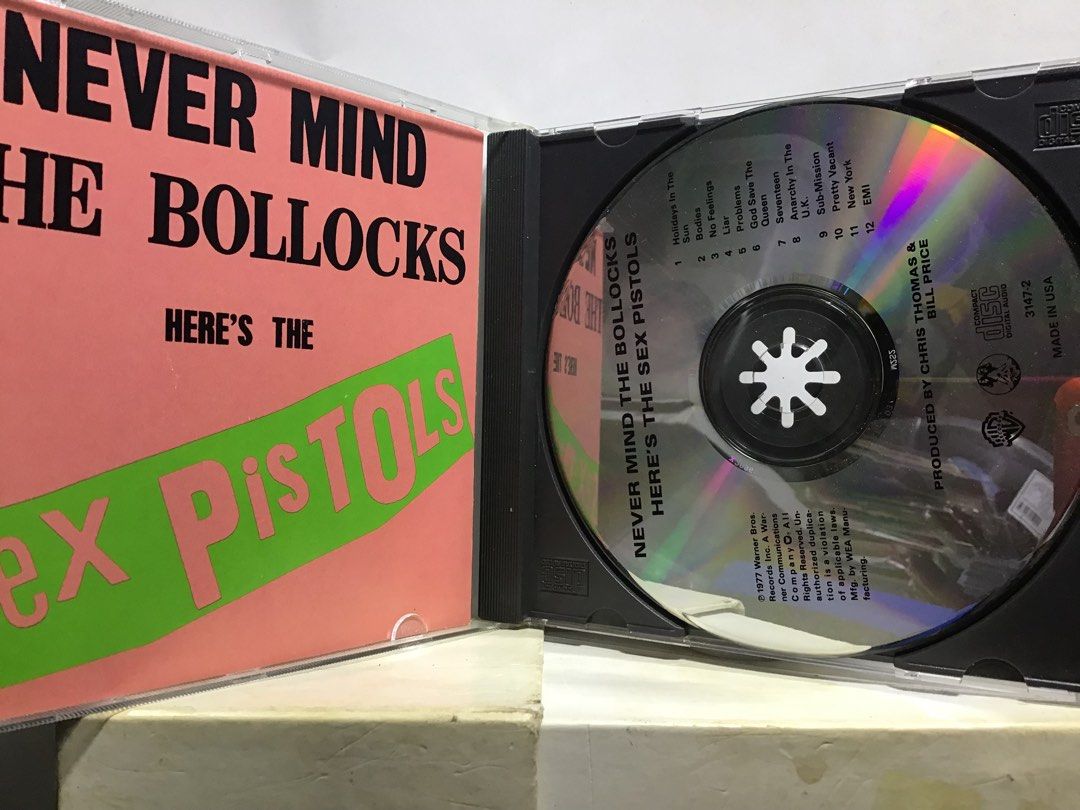 NEVER MIND
HE BOLLOCKS
HERE'S THE
ex PiSTOLS
NEVER MIND THE BOLLOCKS
HERE'S THE SEX PISTOLS
1 Holidays In The
Sun
2 Bodies
3 No Feelings
4 Liar
5 Problems
6 God Save The
Queen
7 Seventeen
8 Anarchy In The
U.K.
9 Sub-Mission
10 Pretty Vacant
11 New York
12 EMI
℗ 1977 Warner Bros.
Records Inc. A War-
ner Communications
Company O- All
Rights Reserved. Un-
authorized duplica-
tion is a violation
of applicable laws.
Mfg. by WEA Manu-
facturing.
PRODUCED BY CHRIS THOMAS &
BILL PRICE
COMPACT
disc
DIGITAL AUDIO
3147-2
MADE IN USA